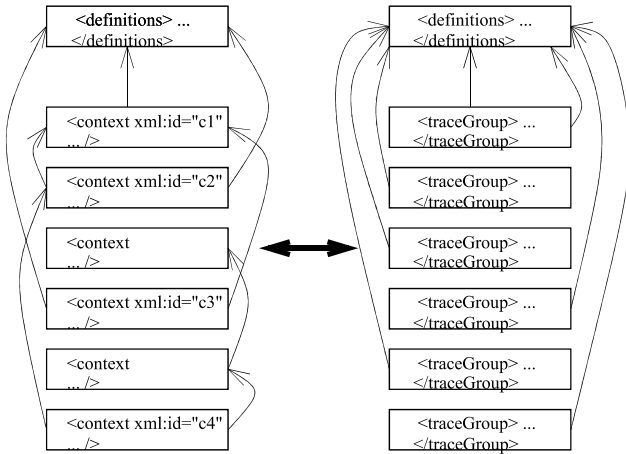 <definitions> ...
</definitions>
<context xml:id="c1"
... />
<context xml:id="c2"
... />
<context
... />
<context xml:id="c3"
... />
<context
... />
<context xml:id="c4"
... />
<definitions> ...
</definitions>
<traceGroup> ...
</traceGroup>
<traceGroup> ...
</traceGroup>
<traceGroup> ...
</traceGroup>
<traceGroup> ...
</traceGroup>
<traceGroup> ...
</traceGroup>
<traceGroup> ...
</traceGroup>